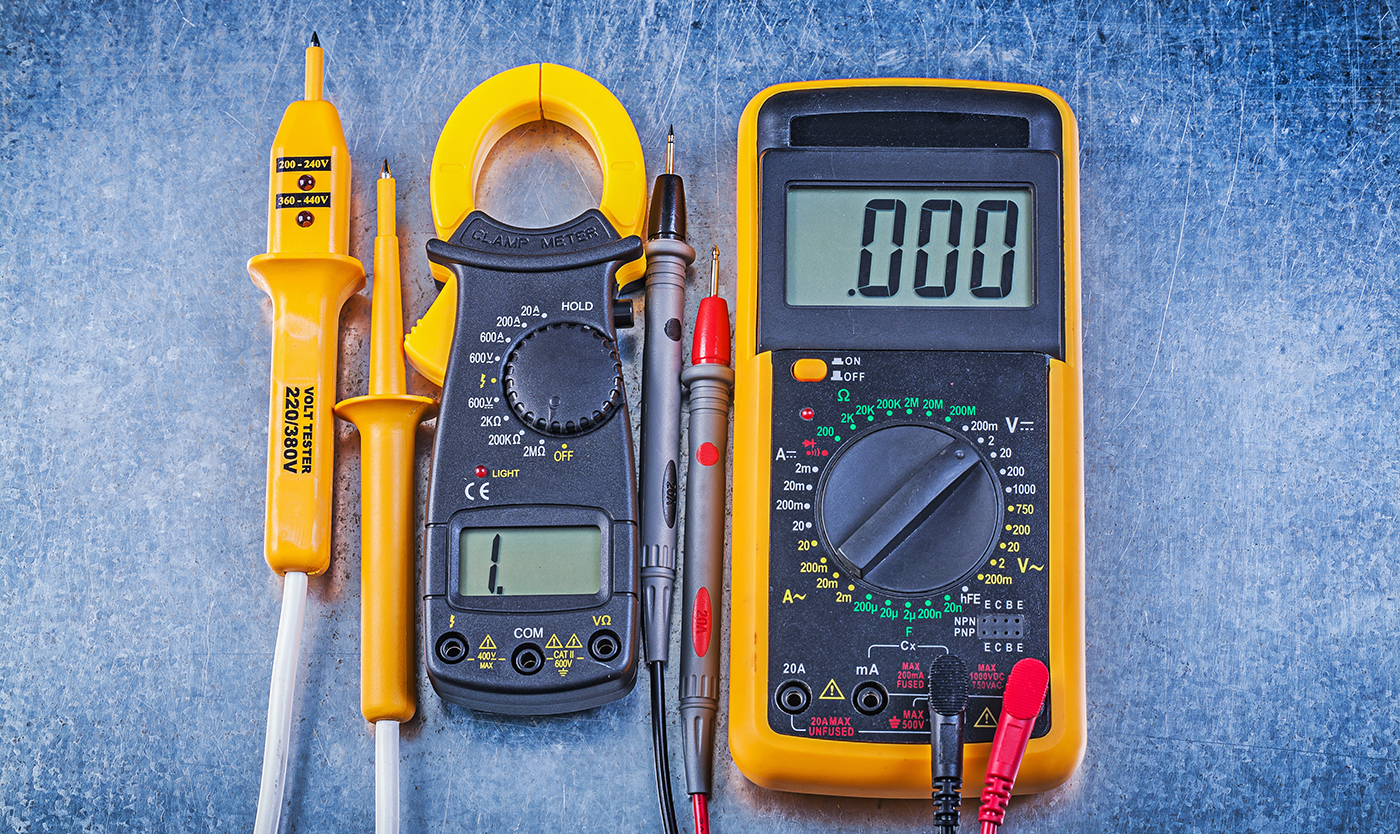 200-240V
360-440V
VOLT TESTER
220/380V
CLAMP METER
HOLD
20A
200A
600A
600V
600V
2KΩ
200KΩ
2MΩ
OFF
LIGHT
CE
1.
COM
VΩ
400V
MAX
CAT II
600V
20A
.000
ON
OFF
Ω
200
2K
20K
200K
2M
20M
200M
200m
2
20
200
1000
V
750
200
20
2
200m
V~
A
2m
20m
200m
20
20
200m
20m
2m
A~
200µ
20µ
2µ
200n
20n
F
hFE
E C B E
NPN
PNP
E C B E
Cx
20A
mA
MAX
200mA
FUSED
MAX
1000VDC
750VAC
20A MAX
UNFUSED
MAX
500V